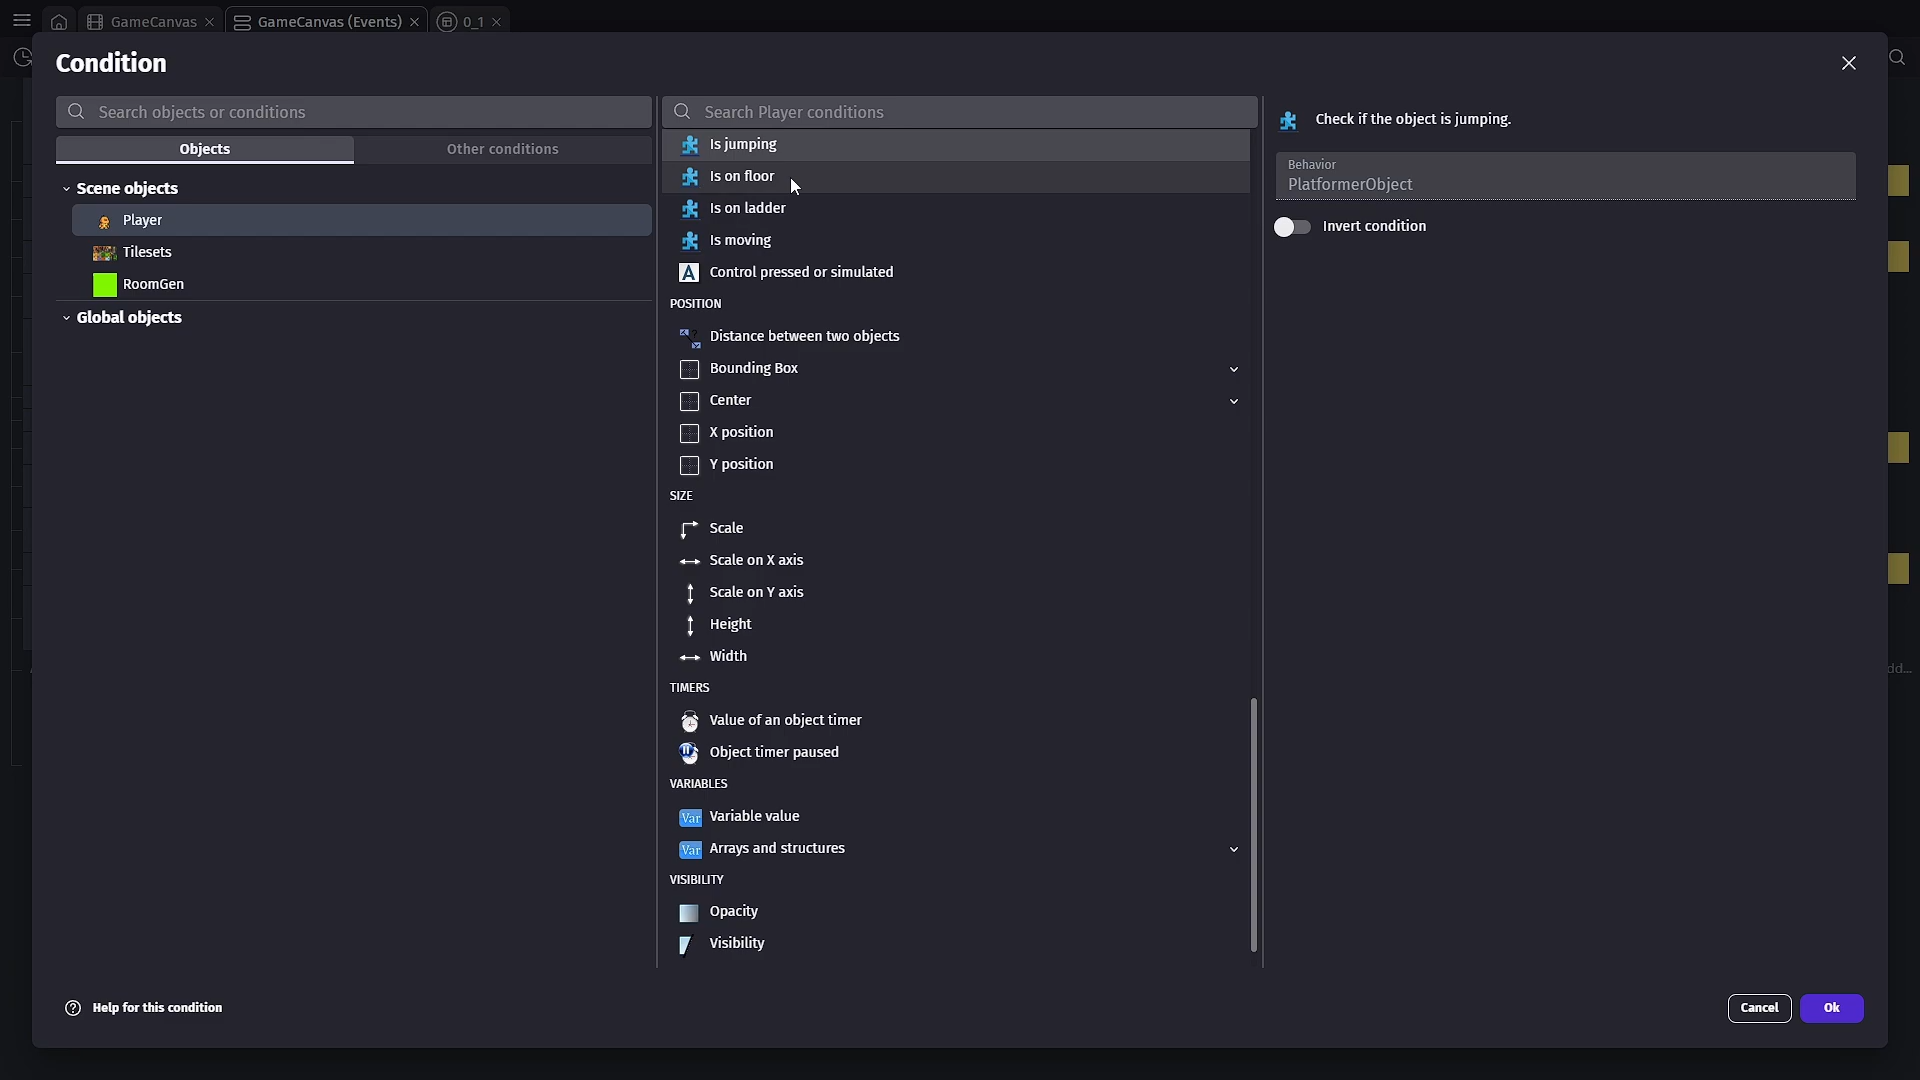 GameCanvas
GameCanvas (Events)
0_1
Condition
Search objects or conditions
Objects
Other conditions
Scene objects
Player
Tilesets
RoomGen
Global objects
Search Player conditions
Is jumping
Is on floor
Is on ladder
Is moving
A
Control pressed or simulated
POSITION
Distance between two objects
Bounding Box
Center
X position
Y position
SIZE
Scale
Scale on X axis
Scale on Y axis
Height
Width
TIMERS
Value of an object timer
Object timer paused
VARIABLES
Var
Variable value
Var
Arrays and structures
VISIBILITY
Opacity
Visibility
Check if the object is jumping.
Behavior
PlatformerObject
Invert condition
dd...
Help for this condition
Cancel
Ok